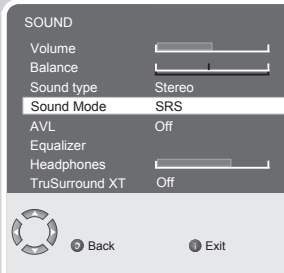 SOUND
Volume
Balance
Sound type Stereo
Sound Mode SRS
AVL Off
Equalizer
Headphones
TruSurround XT Off
Back Exit